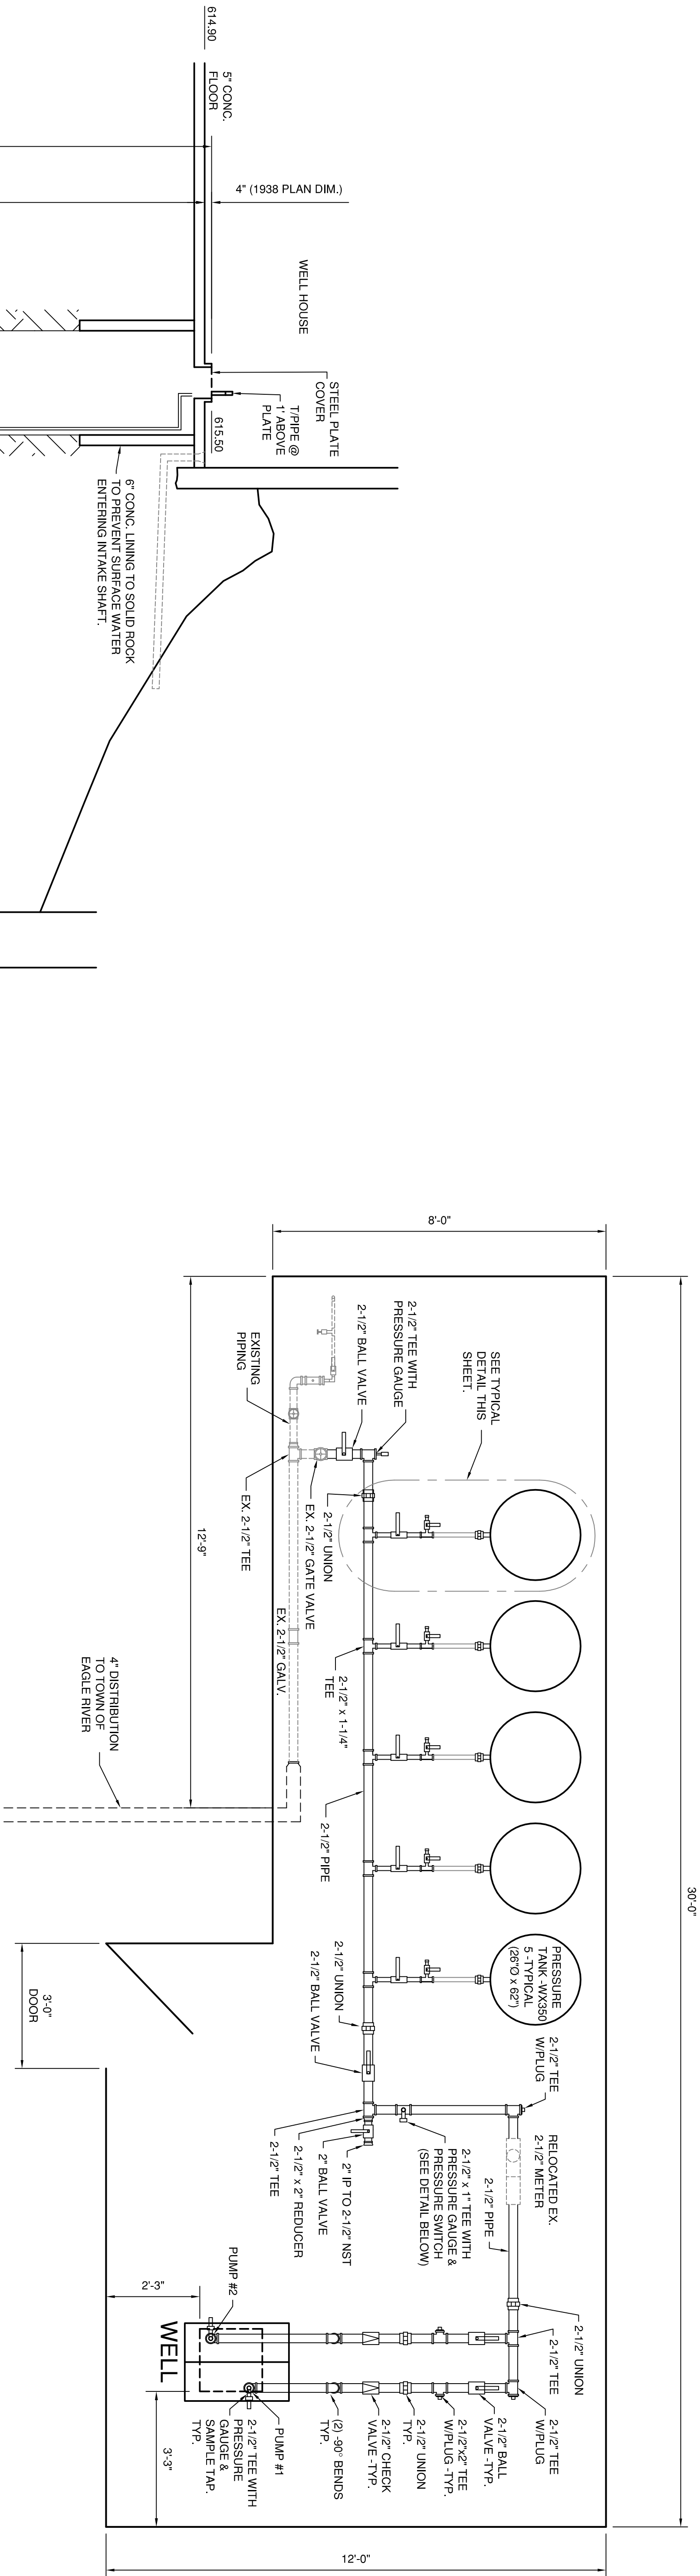 614.90
5" CONC.
FLOOR
4" (1938 PLAN DIM.)
WELL HOUSE
STEEL PLATE
COVER
T/PIPE @
1' ABOVE
PLATE
615.50
6" CONC. LINING TO SOLID ROCK
TO PREVENT SURFACE WATER
ENTERING INTAKE SHAFT.
8'-0"
30'-0"
12'-9"
SEE TYPICAL
DETAIL THIS
SHEET.
2-1/2" TEE WITH
PRESSURE GAUGE
2-1/2" BALL VALVE
EXISTING
PIPING
EX. 2-1/2" TEE
EX. 2-1/2" GATE VALVE
2-1/2" UNION
EX. 2-1/2" GALV.
2-1/2" x 1-1/4"
TEE
4" DISTRIBUTION
TO TOWN OF
EAGLE RIVER
2-1/2" PIPE
PRESSURE
TANK -WX350
5 -TYPICAL
(26"Ø x 62")
2-1/2" UNION
2-1/2" BALL VALVE
3'-0"
DOOR
2-1/2" TEE
W/PLUG
RELOCATED EX.
2-1/2" METER
2-1/2" PIPE
2-1/2" x 1" TEE WITH
PRESSURE GAUGE &
PRESSURE SWITCH
(SEE DETAIL BELOW)
2" IP TO 2-1/2" NST
2" BALL VALVE
2-1/2" x 2" REDUCER
2-1/2" TEE
2-1/2" UNION
2-1/2" TEE
2-1/2" TEE
W/PLUG
2-1/2" BALL
VALVE -TYP.
2-1/2"x2" TEE
W/PLUG -TYP.
2-1/2" UNION
TYP.
2-1/2" CHECK
VALVE -TYP.
(2) -90° BENDS
TYP.
PUMP #2
PUMP #1
2-1/2" TEE WITH
PRESSURE
GAUGE &
SAMPLE TAP.
TYP.
WELL
2'-3"
3'-3"
12'-0"